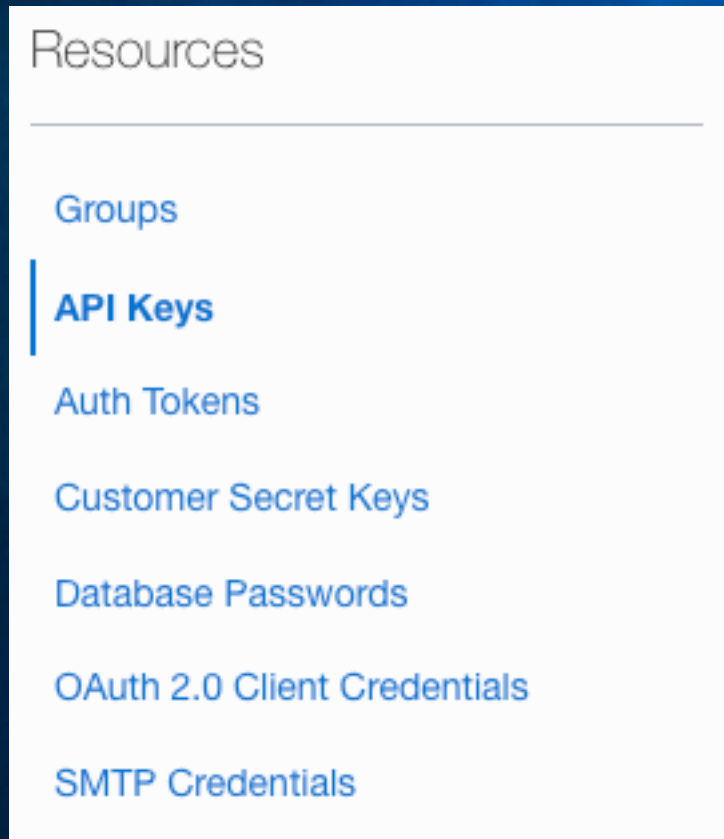 Resources
Groups
API Keys
Auth Tokens
Customer Secret Keys
Database Passwords
OAuth 2.0 Client Credentials
SMTP Credentials